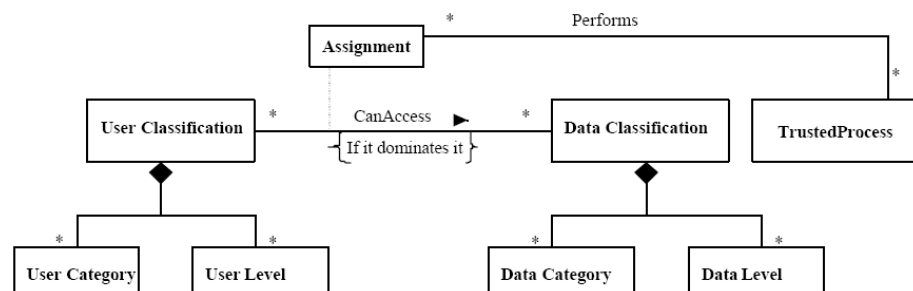 * Performs
Assignment
*
* CanAccess *
User Classification
Data Classification
TrustedProcess
{If it dominates it}
* * * *
User Category
User Level
Data Category
Data Level